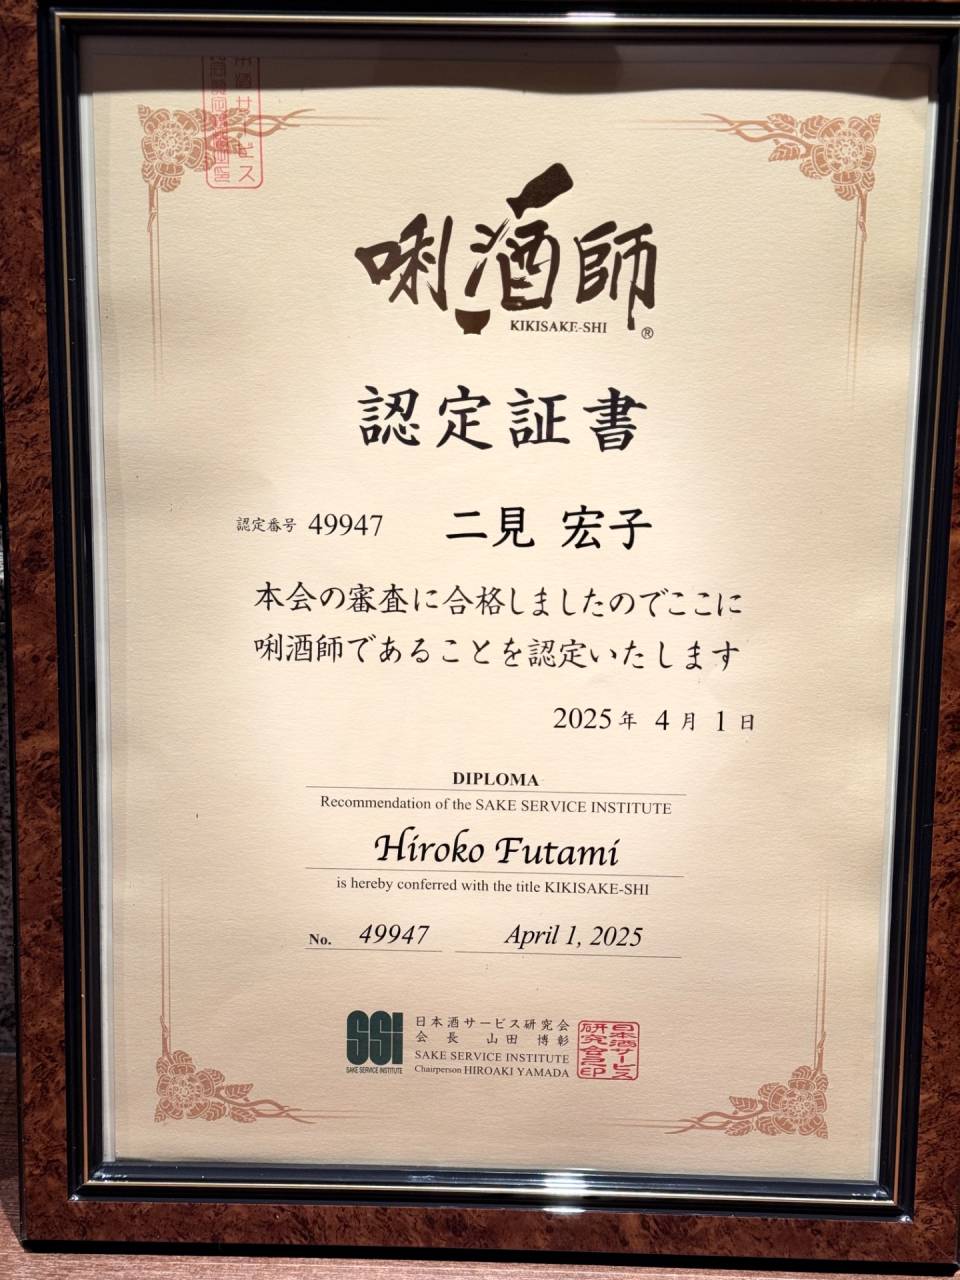 唎酒師
KIKISAKE-SHI
®
認定証書
認定番号 49947 二見 宏子
本会の審査に合格しましたのでここに
唎酒師であることを認定いたします
2025年 4月 1日
DIPLOMA
Recommendation of the SAKE SERVICE INSTITUTE
Hiroko Futami
is hereby conferred with the title KIKISAKE-SHI
No. 49947 April 1, 2025
SSI
SAKE SERVICE INSTITUTE
日本酒サービス研究会
会長 山田 博彰
SAKE SERVICE INSTITUTE
Chairperson HIROAKI YAMADA
日本酒サービス
研究会